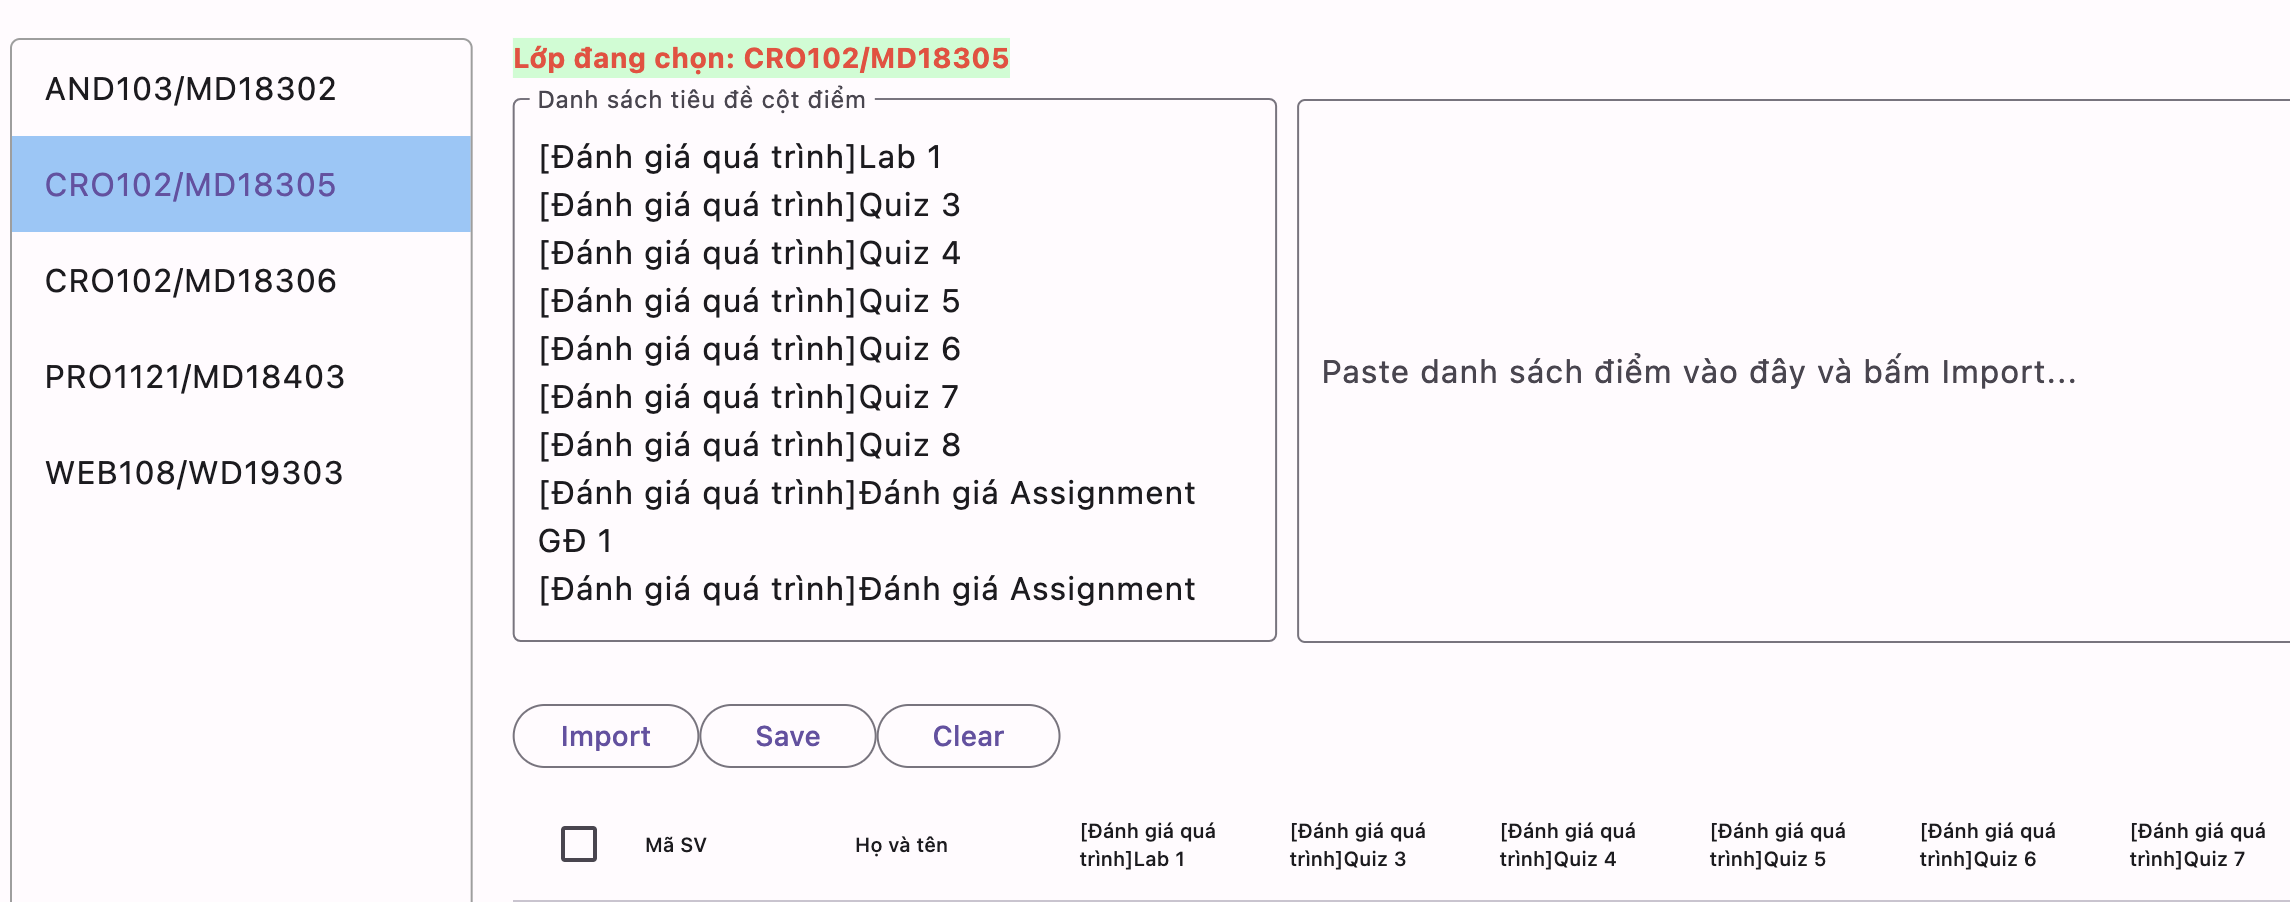 AND103/MD18302
CRO102/MD18305
CRO102/MD18306
PRO1121/MD18403
WEB108/WD19303
Lớp đang chọn: CRO102/MD18305
Danh sách tiêu đề cột điểm
[Đánh giá quá trình]Lab 1
[Đánh giá quá trình]Quiz 3
[Đánh giá quá trình]Quiz 4
[Đánh giá quá trình]Quiz 5
[Đánh giá quá trình]Quiz 6
[Đánh giá quá trình]Quiz 7
[Đánh giá quá trình]Quiz 8
[Đánh giá quá trình]Đánh giá Assignment
GĐ 1
[Đánh giá quá trình]Đánh giá Assignment
Paste danh sách điểm vào đây và bấm Import...
Import
Save
Clear
Mã SV
Họ và tên
[Đánh giá quá
trình]Lab 1
[Đánh giá quá
trình]Quiz 3
[Đánh giá quá
trình]Quiz 4
[Đánh giá quá
trình]Quiz 5
[Đánh giá quá
trình]Quiz 6
[Đánh giá quá
trình]Quiz 7